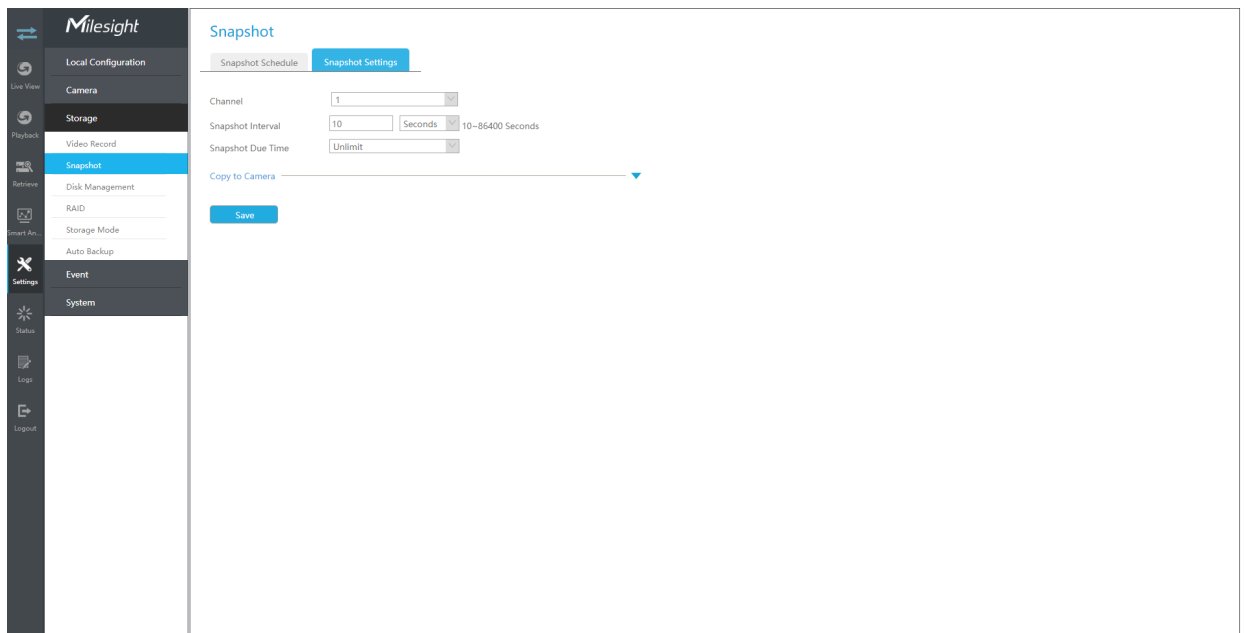 Milesight
Live View
Playback
Retrieve
Smart An...
Settings
Status
Logs
Logout
Local Configuration
Camera
Storage
Video Record
Snapshot
Disk Management
RAID
Storage Mode
Auto Backup
Event
System
Snapshot
Snapshot Schedule
Snapshot Settings
Channel
1
Snapshot Interval
10
Seconds
10~86400 Seconds
Snapshot Due Time
Unlimit
Copy to Camera
Save